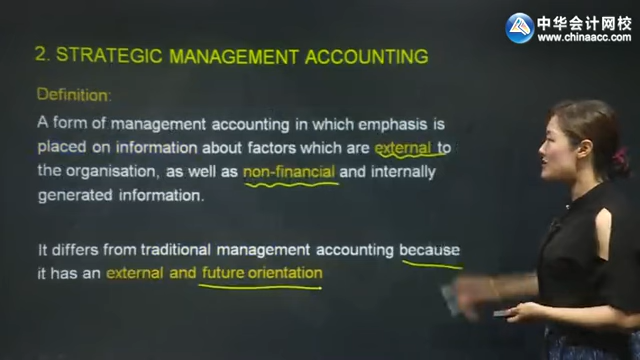 中华会计网校
www.chinaacc.com
2. STRATEGIC MANAGEMENT ACCOUNTING
Definition:
A form of management accounting in which emphasis is
placed on information about factors which are external to
the organisation, as well as non-financial and internally
generated information.
It differs from traditional management accounting because
it has an external and future orientation